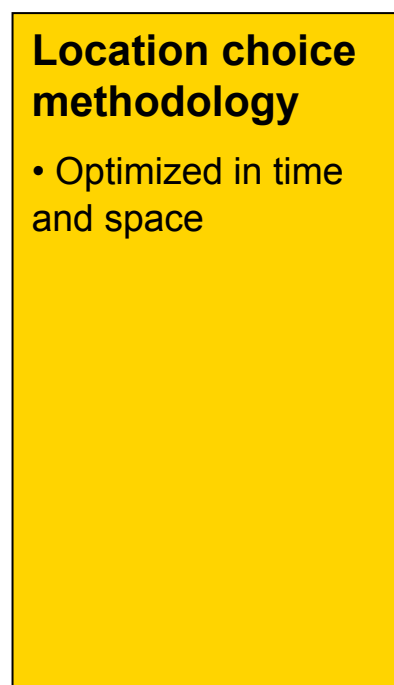 Location choice
methodology
• Optimized in time
and space